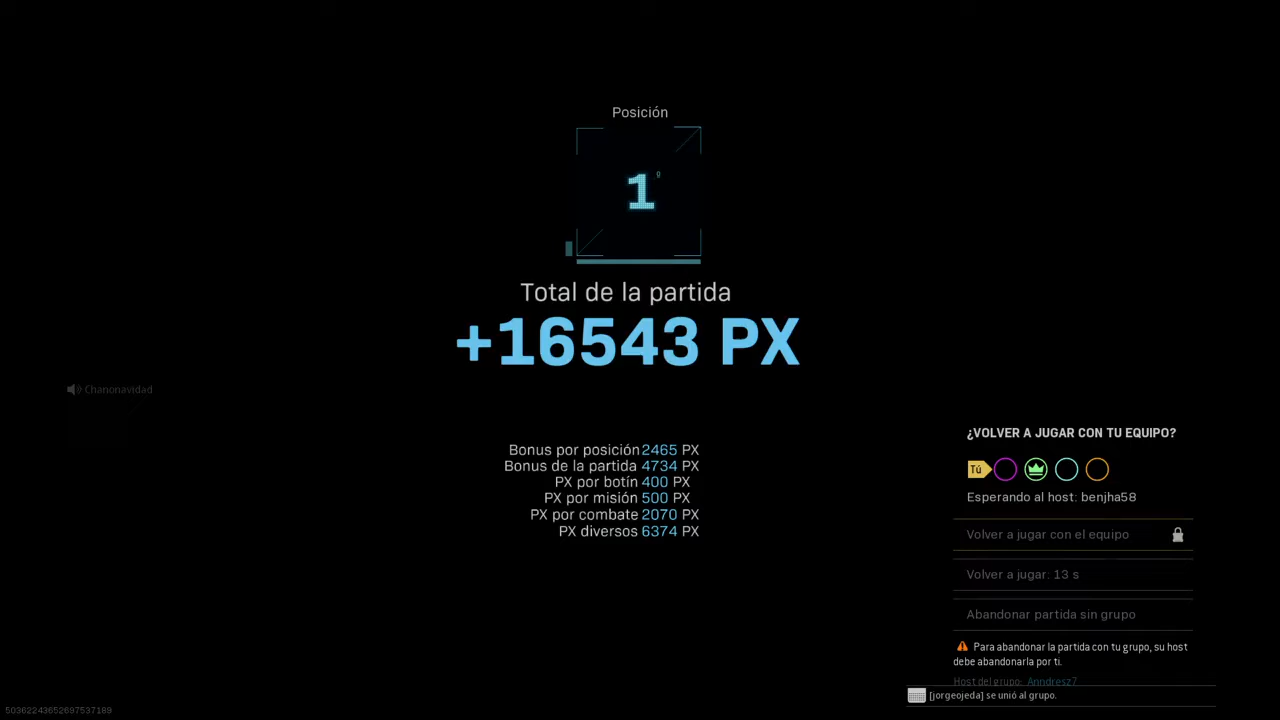 Posición
1º
Total de la partida
+16543 PX
Chanonavidad
Bonus por posición 2465 PX
Bonus de la partida 4734 PX
PX por botín 400 PX
PX por misión 500 PX
PX por combate 2070 PX
PX diversos 6374 PX
¿VOLVER A JUGAR CON TU EQUIPO?
Tú
Esperando al host: benjha58
Volver a jugar con el equipo
Volver a jugar: 13 s
Abandonar partida sin grupo
Para abandonar la partida con tu grupo, su host
debe abandonarla por ti.
Host del grupo: Anndresz7
[jorgeojeda] se unió al grupo.
50362243652697537189